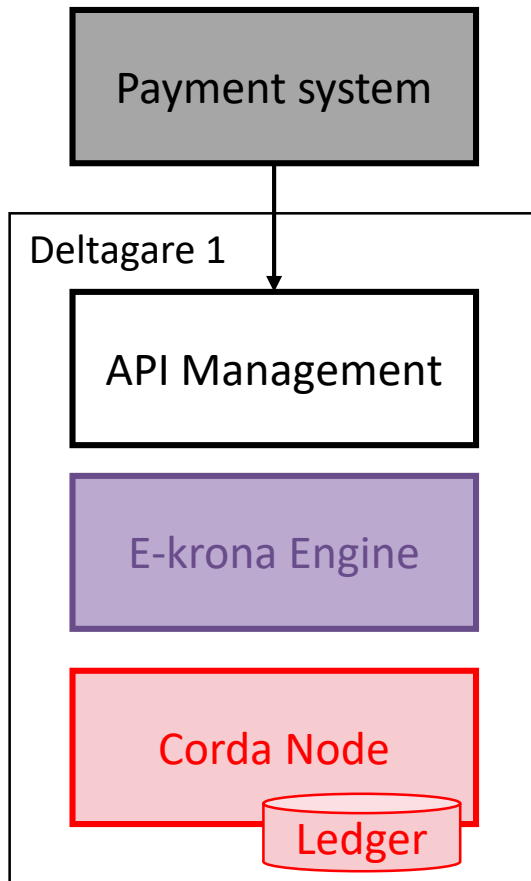 Payment system
Deltagare 1
API Management
E-krona Engine
Corda Node
Ledger